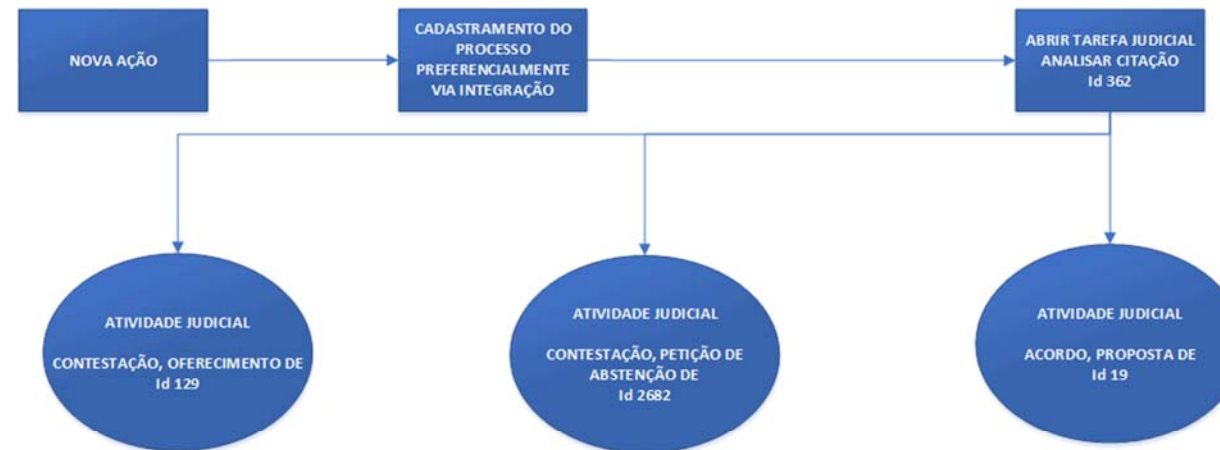 NOVA AÇÃO
CADASTRAMENTO DO
PROCESSO
PREFERENCIALMENTE
VIA INTEGRAÇÃO
ABRIR TAREFA JUDICIAL
ANALISAR CITAÇÃO
Id 362
ATIVIDADE JUDICIAL
CONTESTAÇÃO, OFERECIMENTO DE
Id 129
ATIVIDADE JUDICIAL
CONTESTAÇÃO, PETIÇÃO DE
ABSTENÇÃO DE
Id 2682
ATIVIDADE JUDICIAL
ACORDO, PROPOSTA DE
Id 19